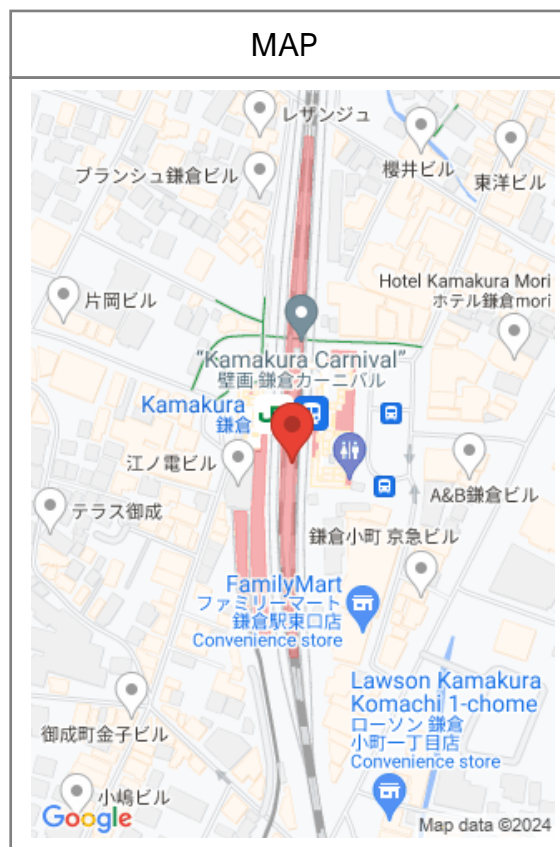 MAP
レザンジュ
櫻井ビル
東洋ビル
ブランシュ鎌倉ビル
片岡ビル
Hotel Kamakura Mori
ホテル鎌倉mori
“Kamakura Carnival”
壁画 鎌倉カーニバル
Kamakura
鎌倉
江ノ電ビル
A&B鎌倉ビル
テラス御成
鎌倉小町 京急ビル
FamilyMart
ファミリーマート
鎌倉駅東口店
Convenience store
Lawson Kamakura
Komachi 1-chome
ローソン 鎌倉
小町一丁目店
Convenience store
御成町金子ビル
小嶋ビル
Google
Map data ©2024